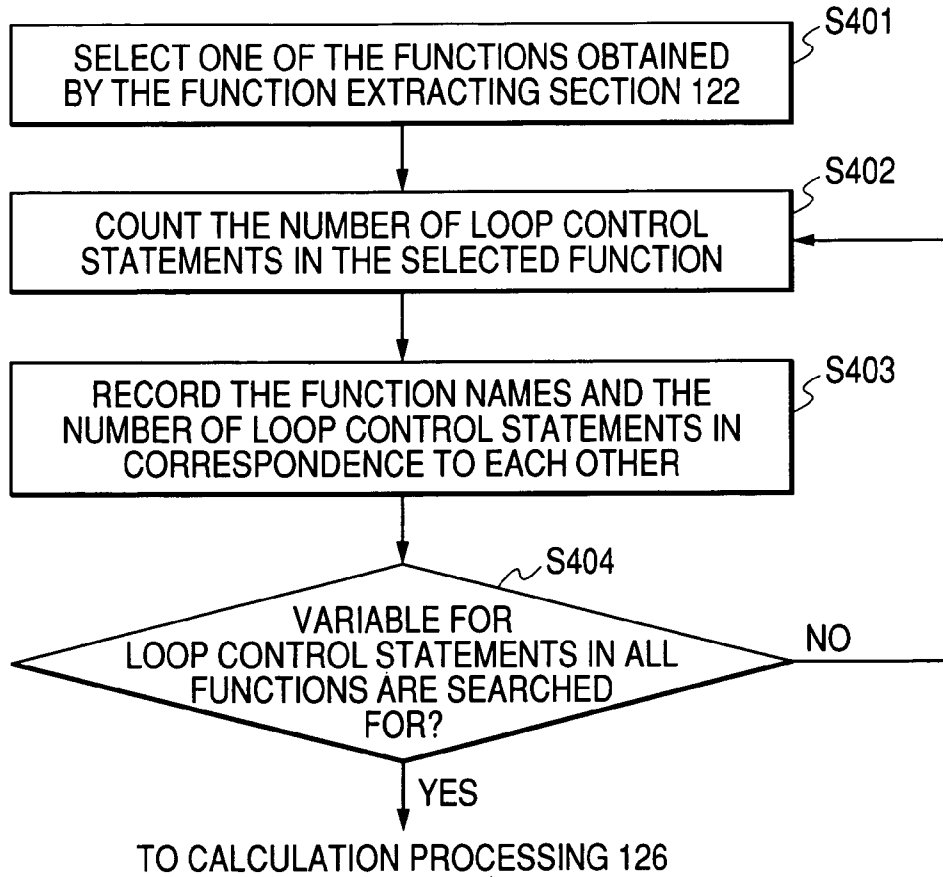 S401
SELECT ONE OF THE FUNCTIONS OBTAINED
BY THE FUNCTION EXTRACTING SECTION 122
S402
COUNT THE NUMBER OF LOOP CONTROL
STATEMENTS IN THE SELECTED FUNCTION
S403
RECORD THE FUNCTION NAMES AND THE
NUMBER OF LOOP CONTROL STATEMENTS IN
CORRESPONDENCE TO EACH OTHER
S404
VARIABLE FOR
LOOP CONTROL STATEMENTS IN ALL
FUNCTIONS ARE SEARCHED
FOR?
NO
YES
TO CALCULATION PROCESSING 126